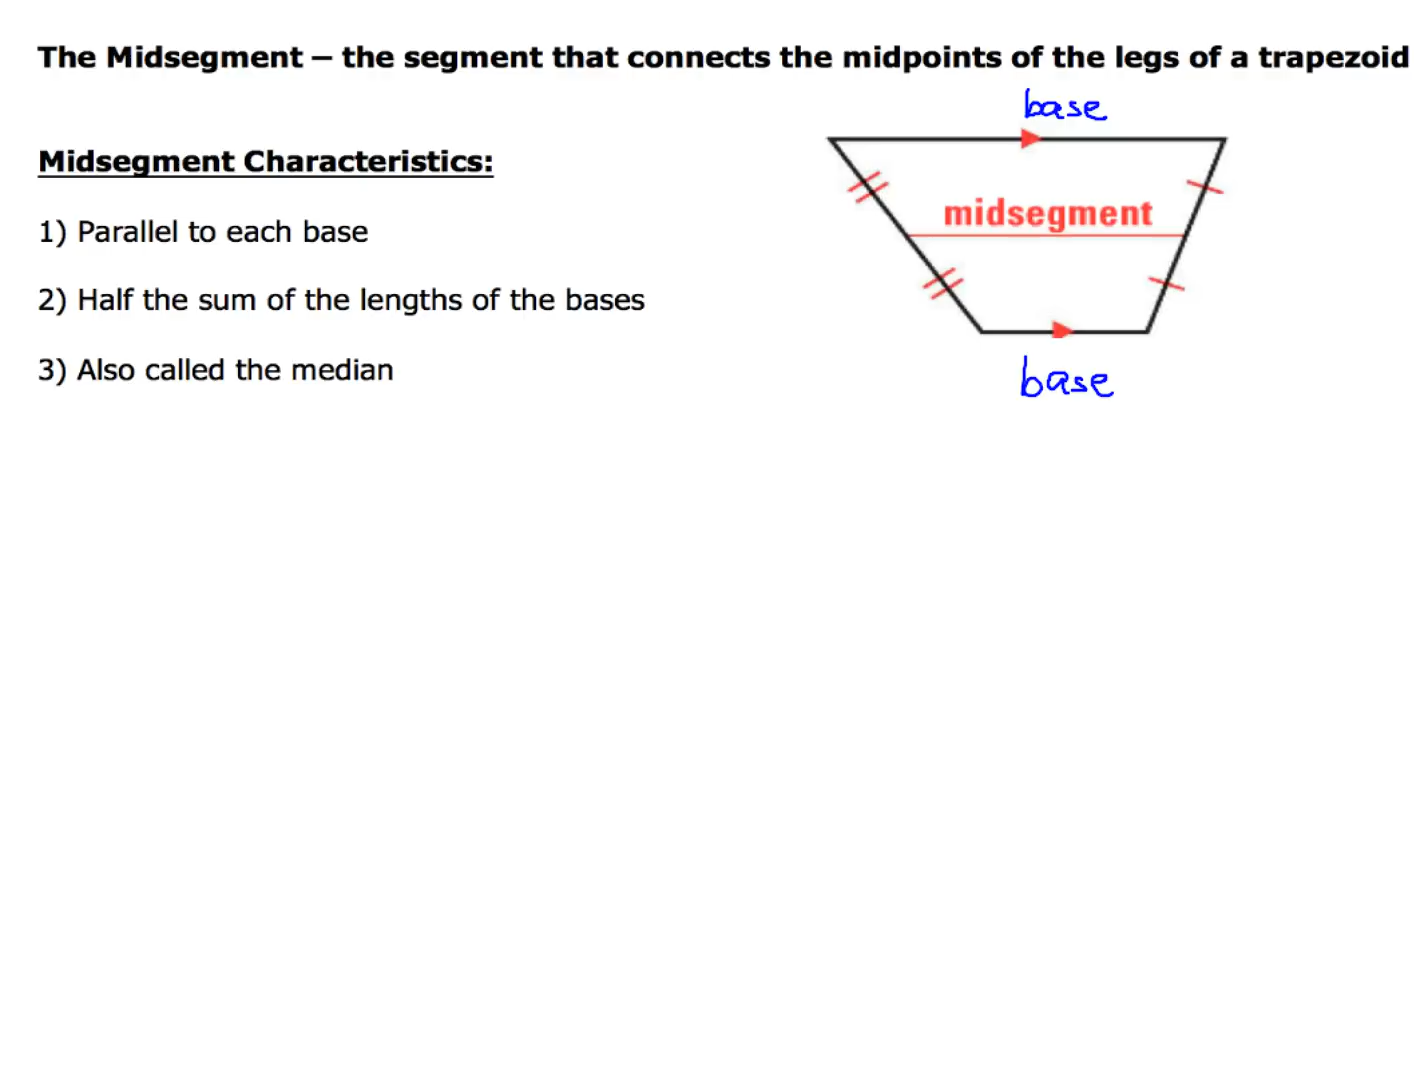 The Midsegment – the segment that connects the midpoints of the legs of a trapezoid
base
Midsegment Characteristics:
midsegment
1) Parallel to each base
2) Half the sum of the lengths of the bases
3) Also called the median
base